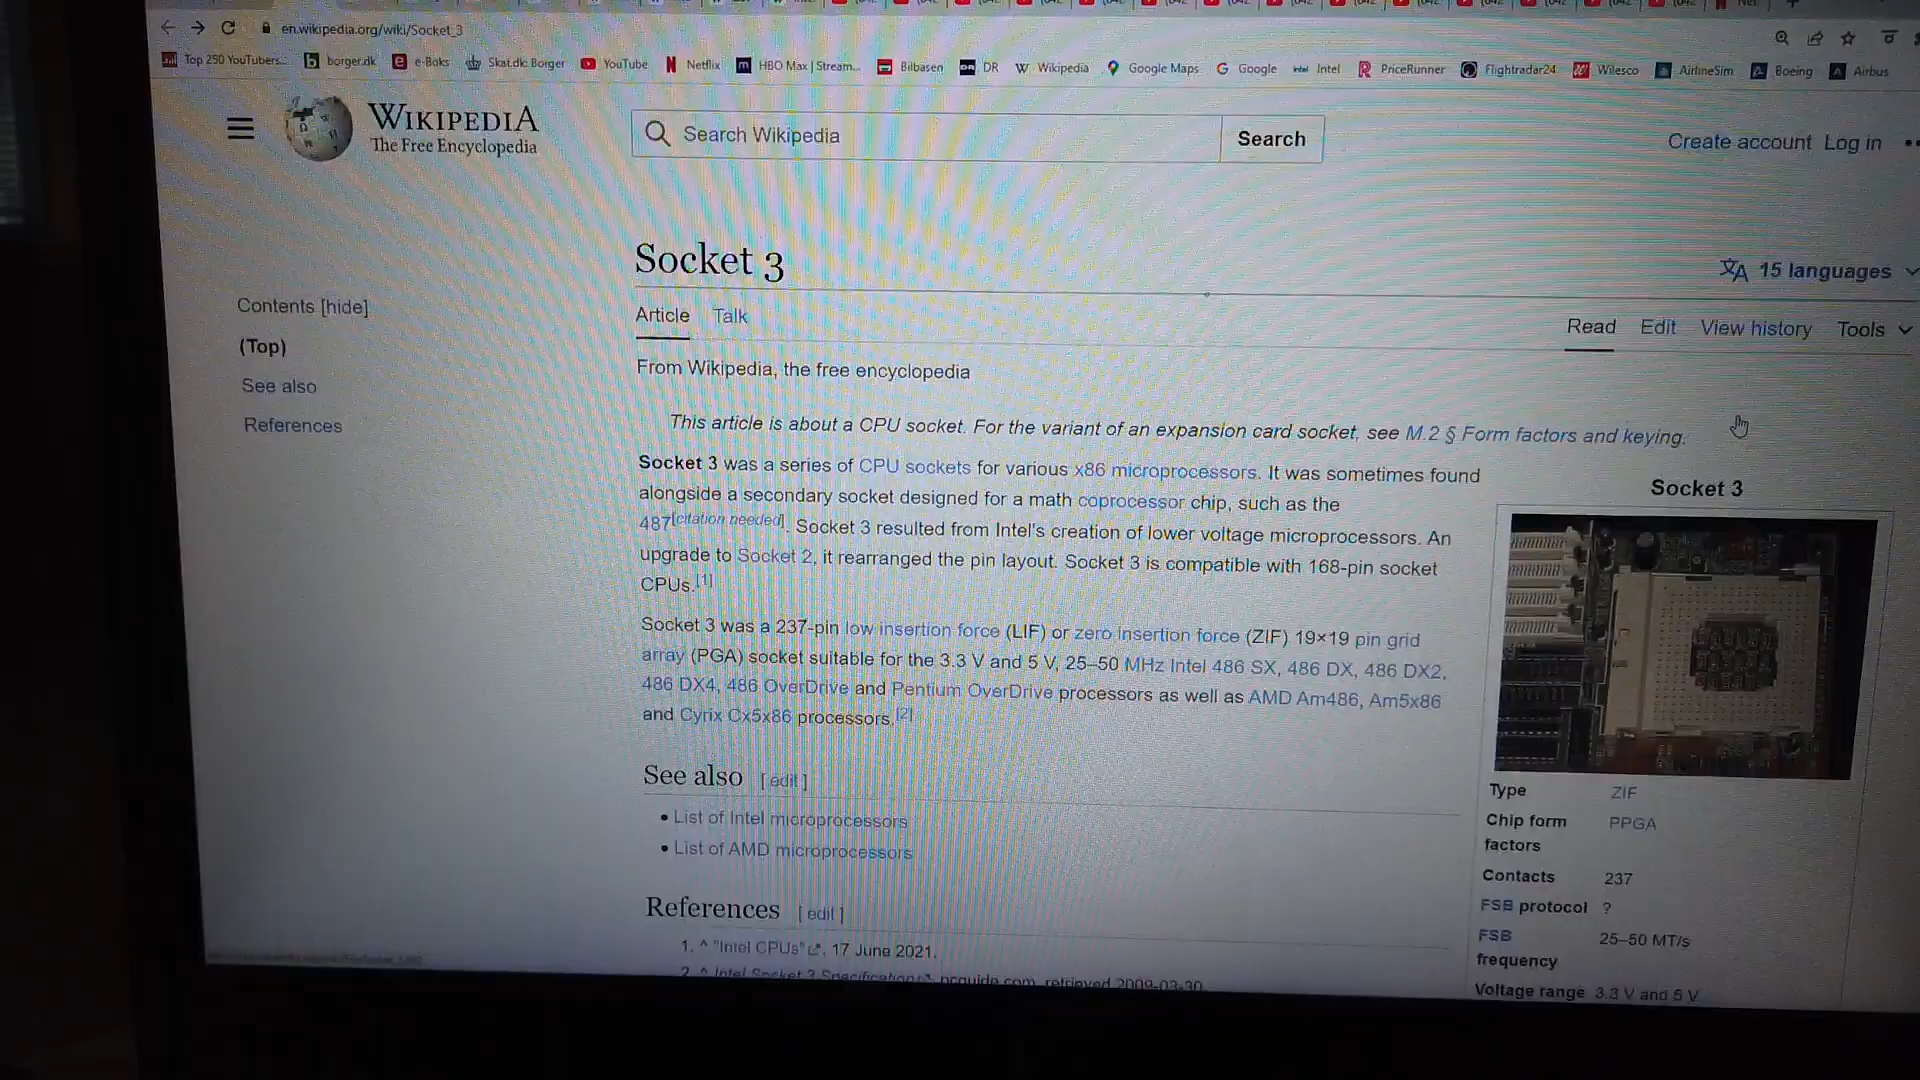 en.wikipedia.org/wiki/Socket_3
Top 250 YouTubers... borger.dk e-Boks Skat.dk: Borger YouTube Netflix HBO Max | Stream... Bilbasen DR Wikipedia Google Maps Google Intel PriceRunner Flightradar24 Wilesco AirlineSim Boeing Airbus
WIKIPEDIA
The Free Encyclopedia
Search Wikipedia
Search
Create account Log in
Socket 3
15 languages
Contents [hide]
(Top)
See also
References
Article Talk
Read Edit View history Tools
From Wikipedia, the free encyclopedia
This article is about a CPU socket. For the variant of an expansion card socket, see M.2 § Form factors and keying.
Socket 3 was a series of CPU sockets for various x86 microprocessors. It was sometimes found
alongside a secondary socket designed for a math coprocessor chip, such as the
487[citation needed]. Socket 3 resulted from Intel's creation of lower voltage microprocessors. An
upgrade to Socket 2, it rearranged the pin layout. Socket 3 is compatible with 168-pin socket
CPUs.[1]
Socket 3 was a 237-pin low insertion force (LIF) or zero insertion force (ZIF) 19×19 pin grid
array (PGA) socket suitable for the 3.3 V and 5 V, 25–50 MHz Intel 486 SX, 486 DX, 486 DX2,
486 DX4, 486 OverDrive and Pentium OverDrive processors as well as AMD Am486, Am5x86
and Cyrix Cx5x86 processors.[2]
See also [ edit ]
• List of Intel microprocessors
• List of AMD microprocessors
References [ edit ]
1. ^ "Intel CPUs". 17 June 2021.
2. ^ Intel Socket 3 Specification, pcguide.com, retrieved 2009-03-30
Socket 3
Type ZIF
Chip form factors PPGA
Contacts 237
FSB protocol ?
FSB frequency 25–50 MT/s
Voltage range 3.3 V and 5 V